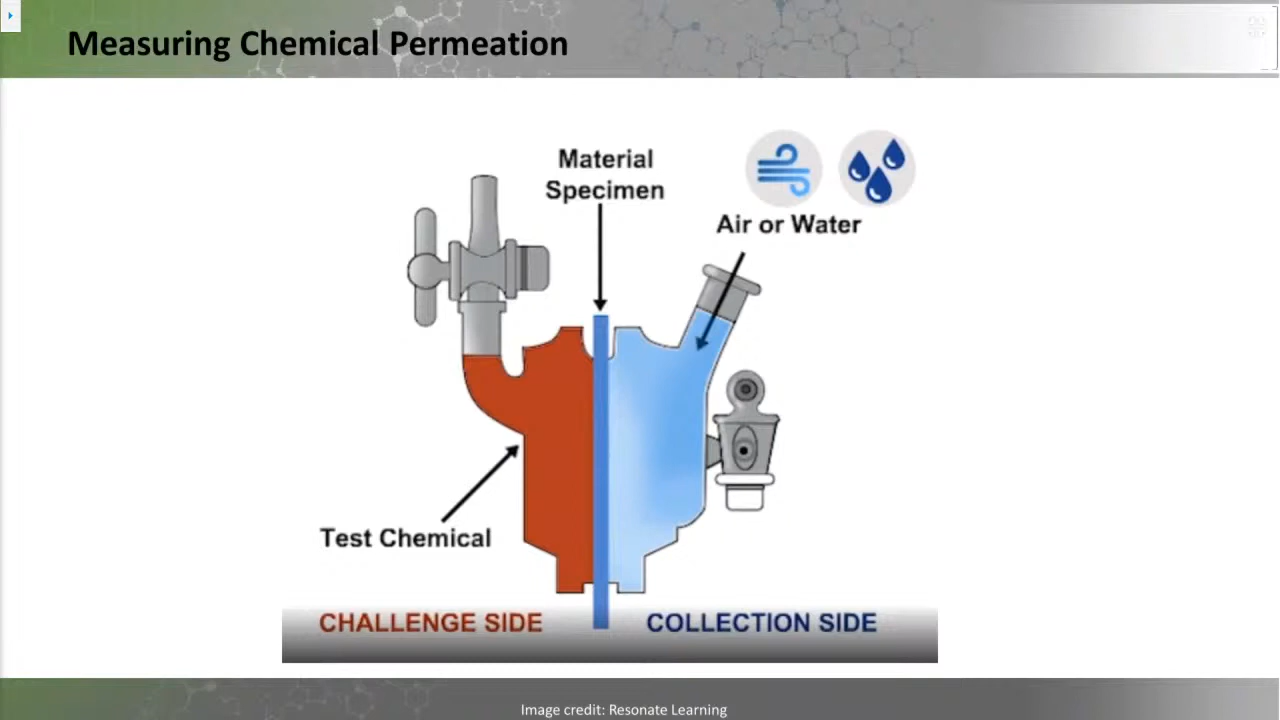 Measuring Chemical Permeation
Material
Specimen
Air or Water
Test Chemical
CHALLENGE SIDE
COLLECTION SIDE
Image credit: Resonate Learning